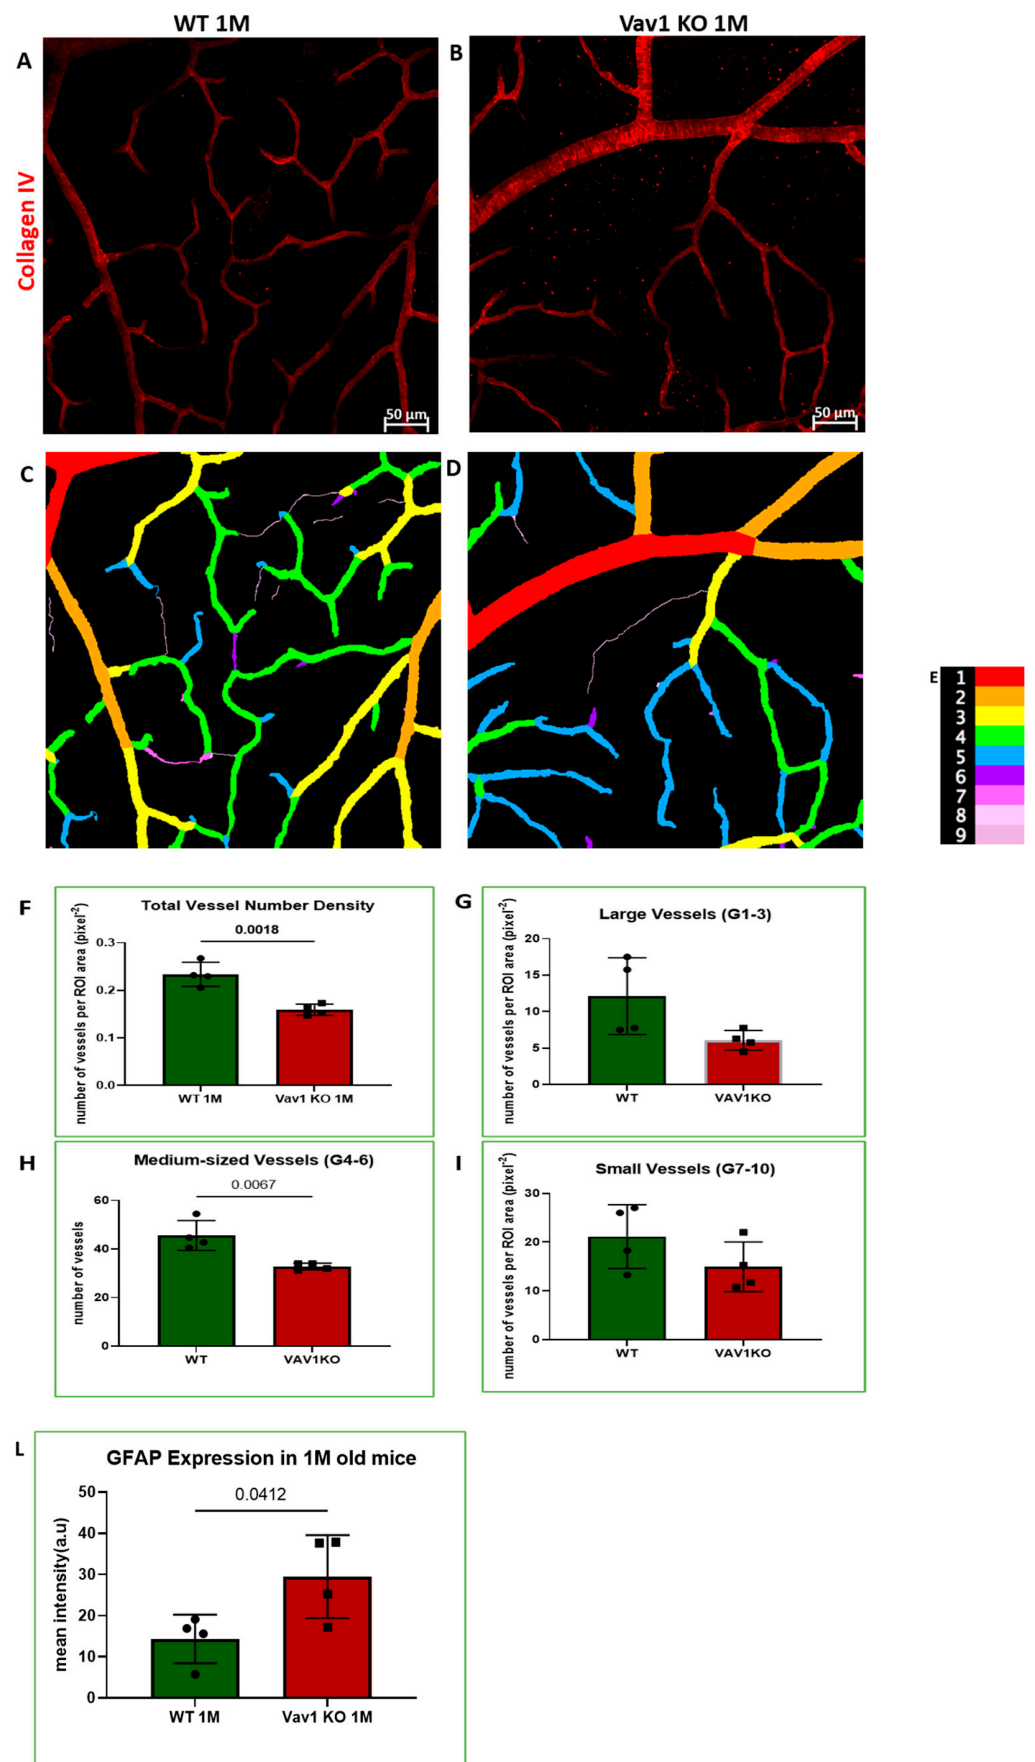 WT 1M
Vav1 KO 1M
A
B
Collagen IV
50 µm
50 µm
C
D
E
1
2
3
4
5
6
7
8
9
F
Total Vessel Number Density
number of vessels per ROI area (pixel⁻²)
0.0018
0.3
0.2
0.1
0.0
WT 1M
Vav1 KO 1M
G
Large Vessels (G1-3)
number of vessels per ROI area (pixel⁻²)
20
15
10
5
0
WT
VAV1KO
H
Medium-sized Vessels (G4-6)
number of vessels
0.0067
60
40
20
0
WT
VAV1KO
I
Small Vessels (G7-10)
number of vessels per ROI area (pixel⁻²)
30
20
10
0
WT
VAV1KO
L
GFAP Expression in 1M old mice
mean intensity(a.u)
0.0412
50
40
30
20
10
0
WT 1M
Vav1 KO 1M